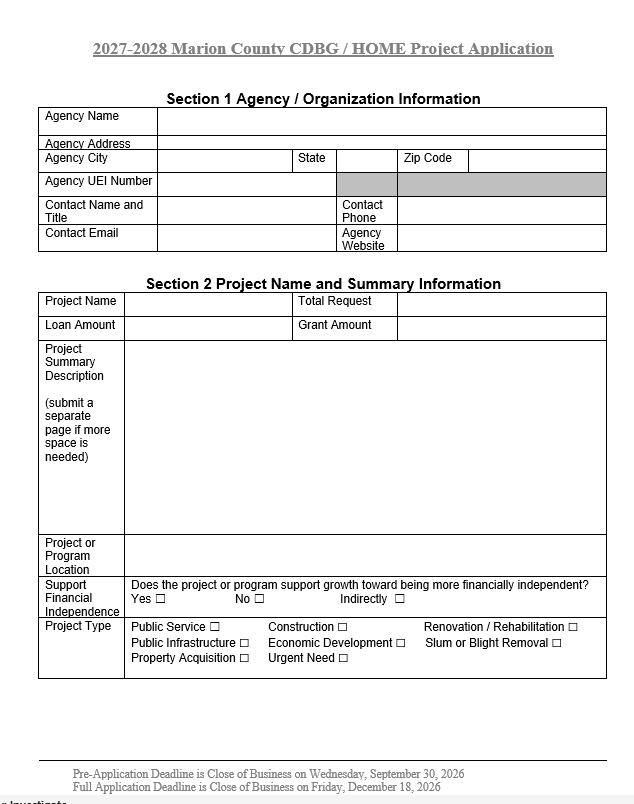 2027-2028 Marion County CDBG / HOME Project Application
Section 1 Agency / Organization Information
Agency Name
Agency Address
Agency City
State
Zip Code
Agency UEI Number
Contact Name and
Title
Contact
Phone
Contact Email
Agency
Website
Section 2 Project Name and Summary Information
Project Name
Total Request
Loan Amount
Grant Amount
Project
Summary
Description
(submit a
separate
page if more
space is
needed)
Project or
Program
Location
Support
Financial
Independence
Does the project or program support growth toward being more financially independent?
Yes ☐ No ☐ Indirectly ☐
Project Type
Public Service ☐ Construction ☐ Renovation / Rehabilitation ☐
Public Infrastructure ☐ Economic Development ☐ Slum or Blight Removal ☐
Property Acquisition ☐ Urgent Need ☐
Pre-Application Deadline is Close of Business on Wednesday, September 30, 2026
Full Application Deadline is Close of Business on Friday, December 18, 2026